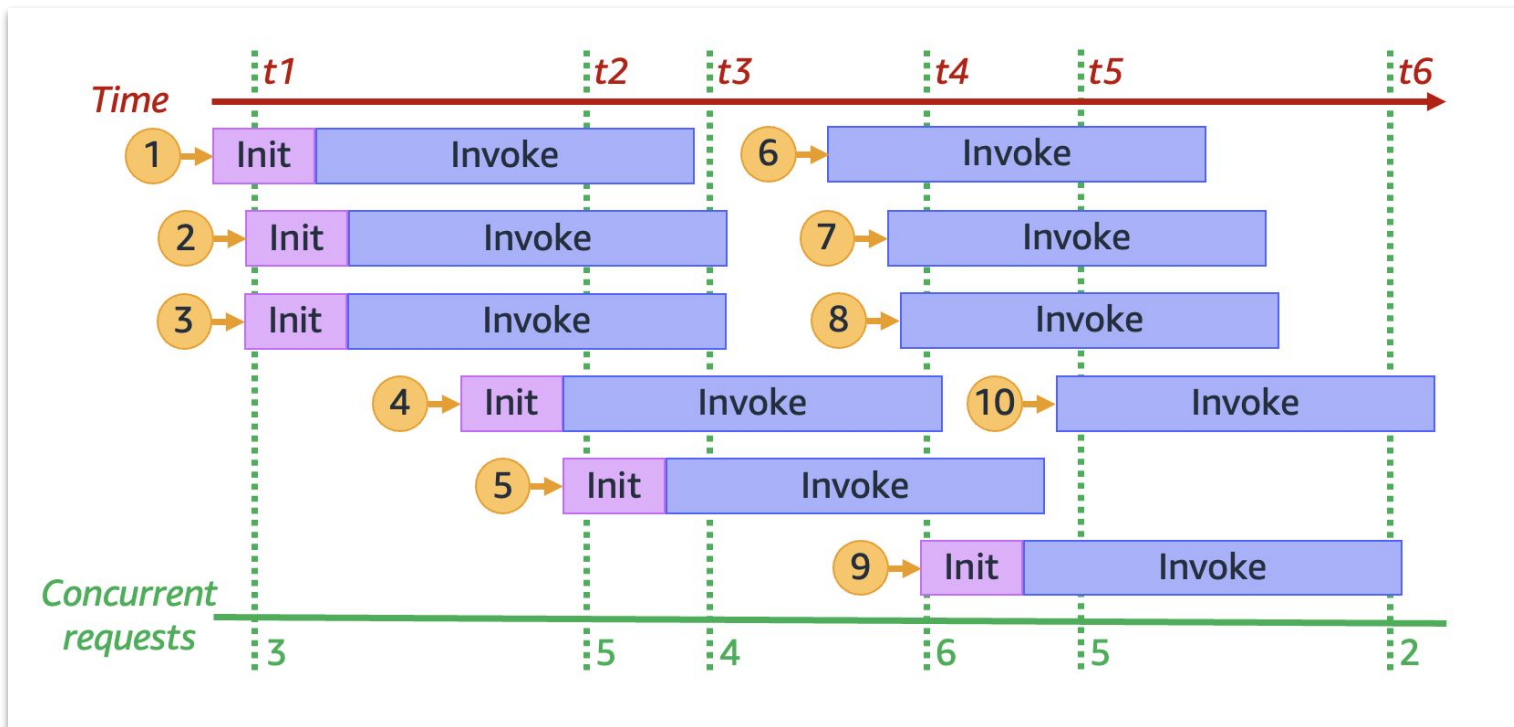 t1 t2 t3 t4 t5 t6
Time
1 Init Invoke 6 Invoke
2 Init Invoke 7 Invoke
3 Init Invoke 8 Invoke
4 Init Invoke 10 Invoke
5 Init Invoke
9 Init Invoke
Concurrent
requests
3 5 4 6 5 2